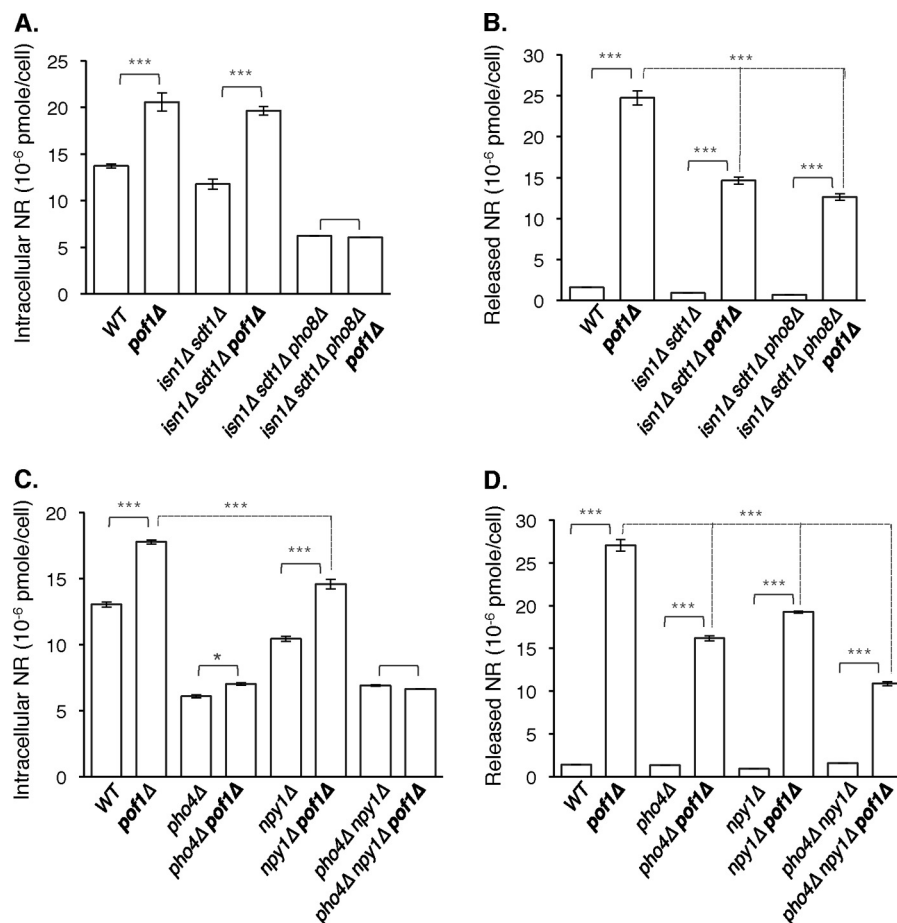 A.
Intracellular NR (10⁻⁶ pmole/cell)
25
20
15
10
5
0
***
***
WT
pof1Δ
isn1Δ sdt1Δ
isn1Δ sdt1Δ pof1Δ
isn1Δ sdt1Δ pho8Δ
isn1Δ sdt1Δ pho8Δ
pof1Δ
B.
Released NR (10⁻⁶ pmole/cell)
30
25
20
15
10
5
0
***
***
***
***
WT
pof1Δ
isn1Δ sdt1Δ
isn1Δ sdt1Δ pof1Δ
isn1Δ sdt1Δ pho8Δ
isn1Δ sdt1Δ pho8Δ
pof1Δ
C.
Intracellular NR (10⁻⁶ pmole/cell)
20
15
10
5
0
***
***
***
*
WT
pof1Δ
pho4Δ
pho4Δ pof1Δ
npy1Δ
npy1Δ pof1Δ
pho4Δ npy1Δ
pho4Δ npy1Δ pof1Δ
D.
Released NR (10⁻⁶ pmole/cell)
30
25
20
15
10
5
0
***
***
***
***
***
WT
pof1Δ
pho4Δ
pho4Δ pof1Δ
npy1Δ
npy1Δ pof1Δ
pho4Δ npy1Δ
pho4Δ npy1Δ pof1Δ